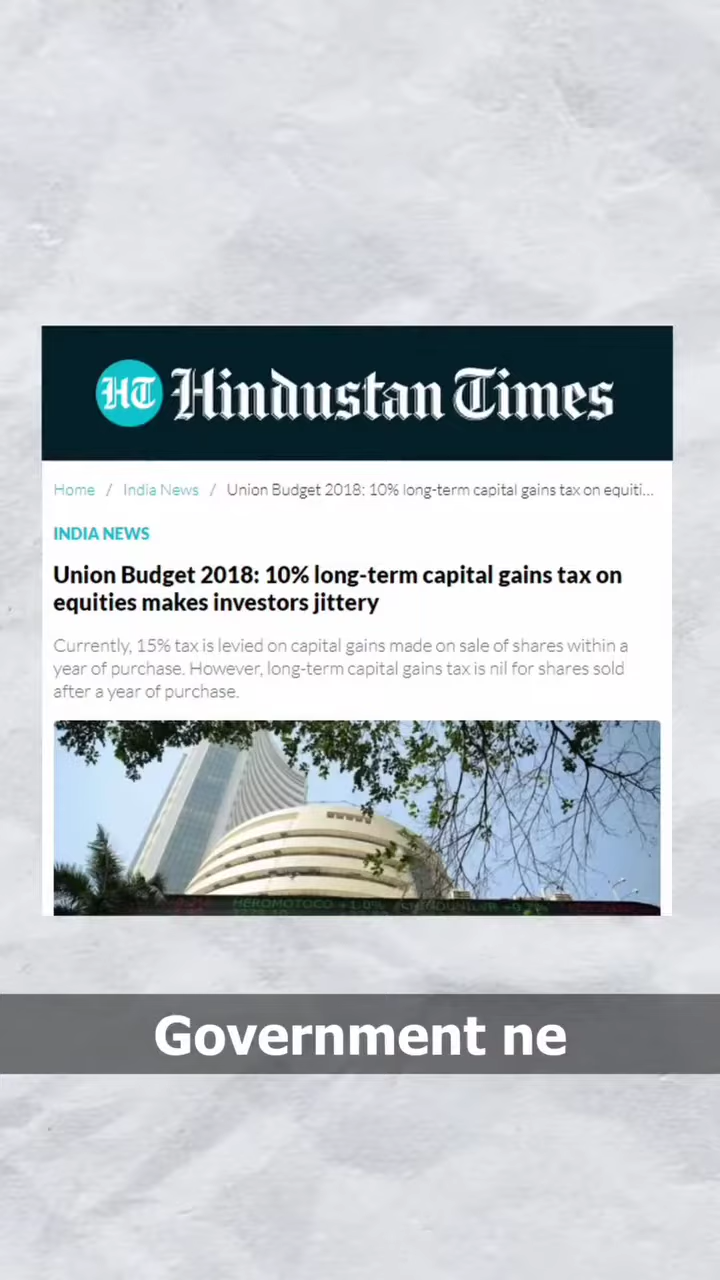 HT Hindustan Times
Home / India News / Union Budget 2018: 10% long-term capital gains tax on equiti...
INDIA NEWS
Union Budget 2018: 10% long-term capital gains tax on
equities makes investors jittery
Currently, 15% tax is levied on capital gains made on sale of shares within a
year of purchase. However, long-term capital gains tax is nil for shares sold
after a year of purchase.
HEROMOTOCO +1.0%
Government ne